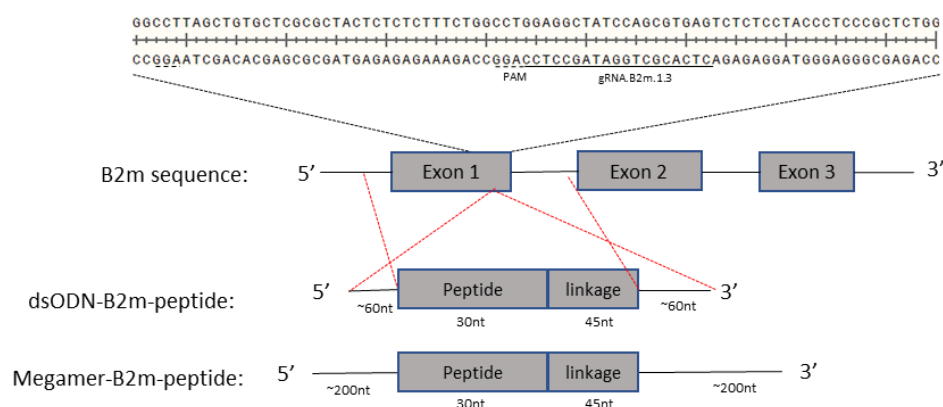 GGCCTTAGCTGTGCTCGCGCTACTCTCTCTTTCTGGCCTGGAGGCTATCCAGCGTGAGTCTCTCCTACCCTCCCGCTCTGG
CCGGAATCGACACGAGCGCGATGAGAGAGAAAGACCGGACCTCCGATAGGTCGCACTCAGAGAGGATGGGAGGGCGAGACC
PAM gRNA.B2m.1.3
B2m sequence: 5’ Exon 1 Exon 2 Exon 3 3’
dsODN-B2m-peptide: 5’ Peptide linkage 3’
~60nt 30nt 45nt ~60nt
Megamer-B2m-peptide: 5’ Peptide linkage 3’
~200nt 30nt 45nt ~200nt